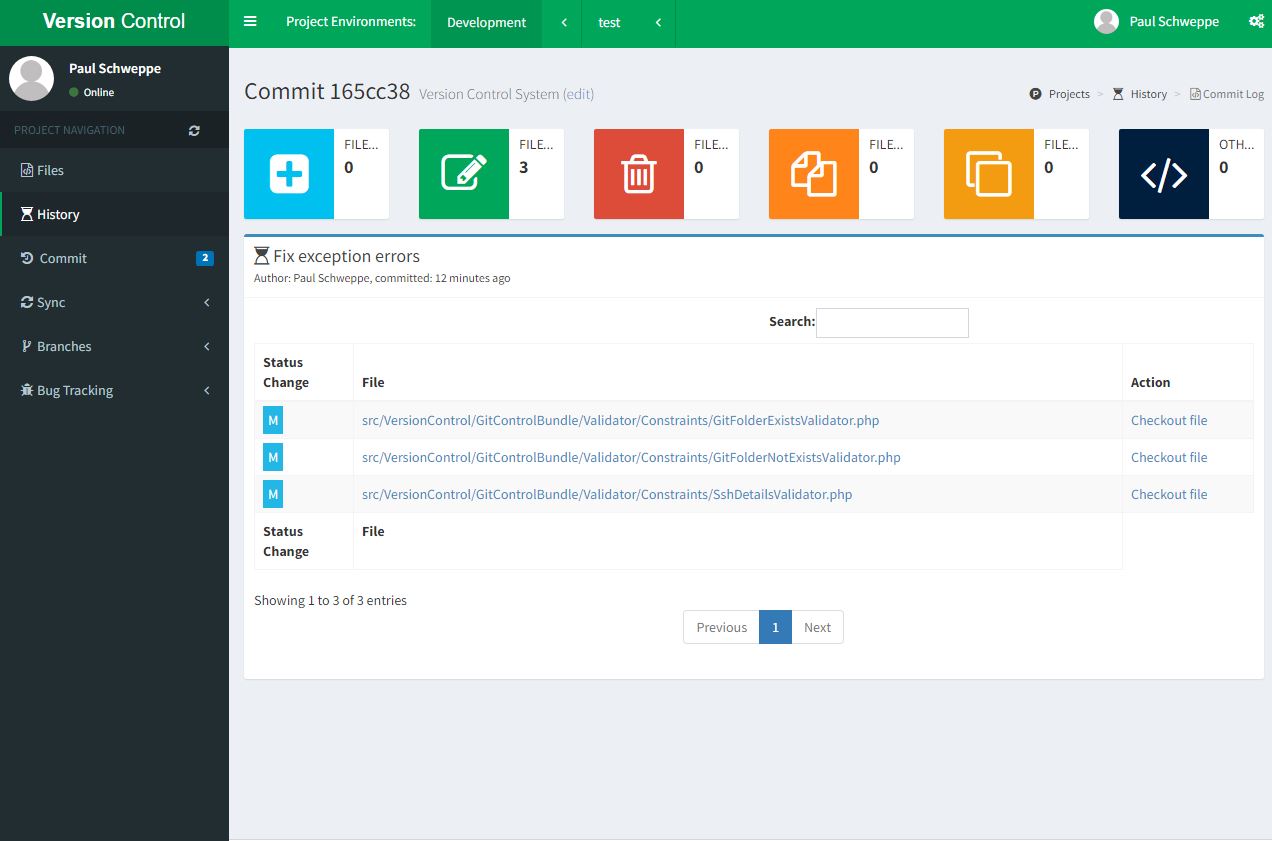 Version Control
Project Environments:
Development
test
Paul Schweppe
Paul Schweppe
Online
PROJECT NAVIGATION
Files
History
Commit 2
Sync
Branches
Bug Tracking
Commit 165cc38 Version Control System (edit)
P Projects > History > Commit Log
FILE... 
0
FILE...
3
FILE...
0
FILE...
0
FILE...
0
OTH...
0
Fix exception errors
Author: Paul Schweppe, committed: 12 minutes ago
Search:
Status
Change
File
Action
M src/VersionControl/GitControlBundle/Validator/Constraints/GitFolderExistsValidator.php Checkout file
M src/VersionControl/GitControlBundle/Validator/Constraints/GitFolderNotExistsValidator.php Checkout file
M src/VersionControl/GitControlBundle/Validator/Constraints/SshDetailsValidator.php Checkout file
Status
Change
File
Showing 1 to 3 of 3 entries
Previous 1 Next